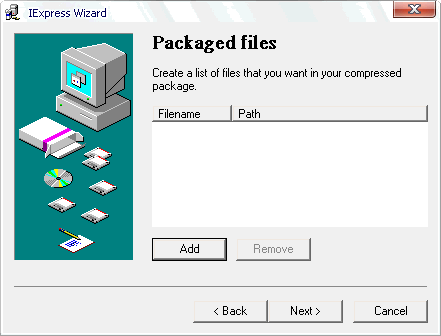 IExpress Wizard
Packaged files
Create a list of files that you want in your compressed
package.
Filename Path
Add Remove
< Back Next > Cancel